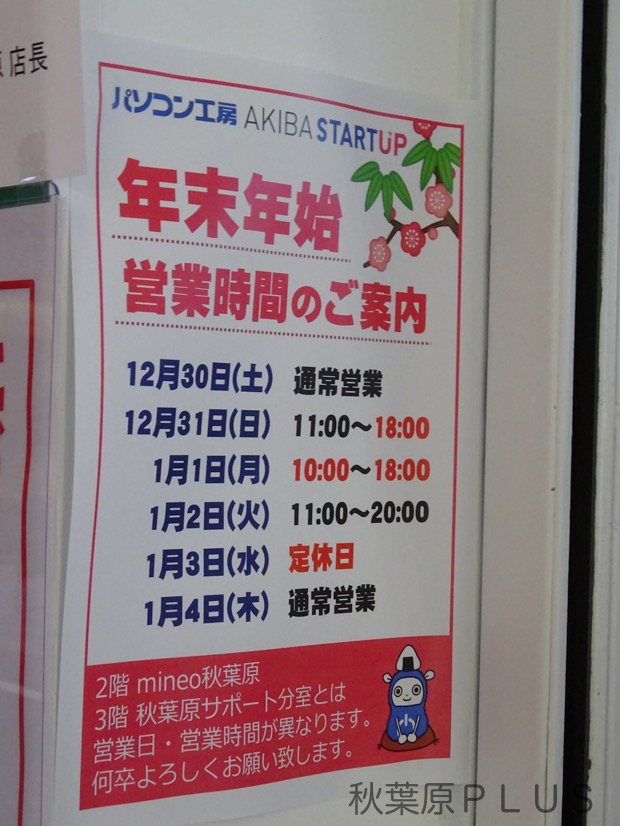 店長
パソコン工房 AKIBA STARTUP
年末年始
営業時間のご案内
12月30日(土) 通常営業
12月31日(日) 11:00〜18:00
1月1日(月) 10:00〜18:00
1月2日(火) 11:00〜20:00
1月3日(水) 定休日
1月4日(木) 通常営業
2階 mineo秋葉原
3階 秋葉原サポート分室とは
営業日・営業時間が異なります。
何卒よろしくお願い致します。
秋葉原PLUS